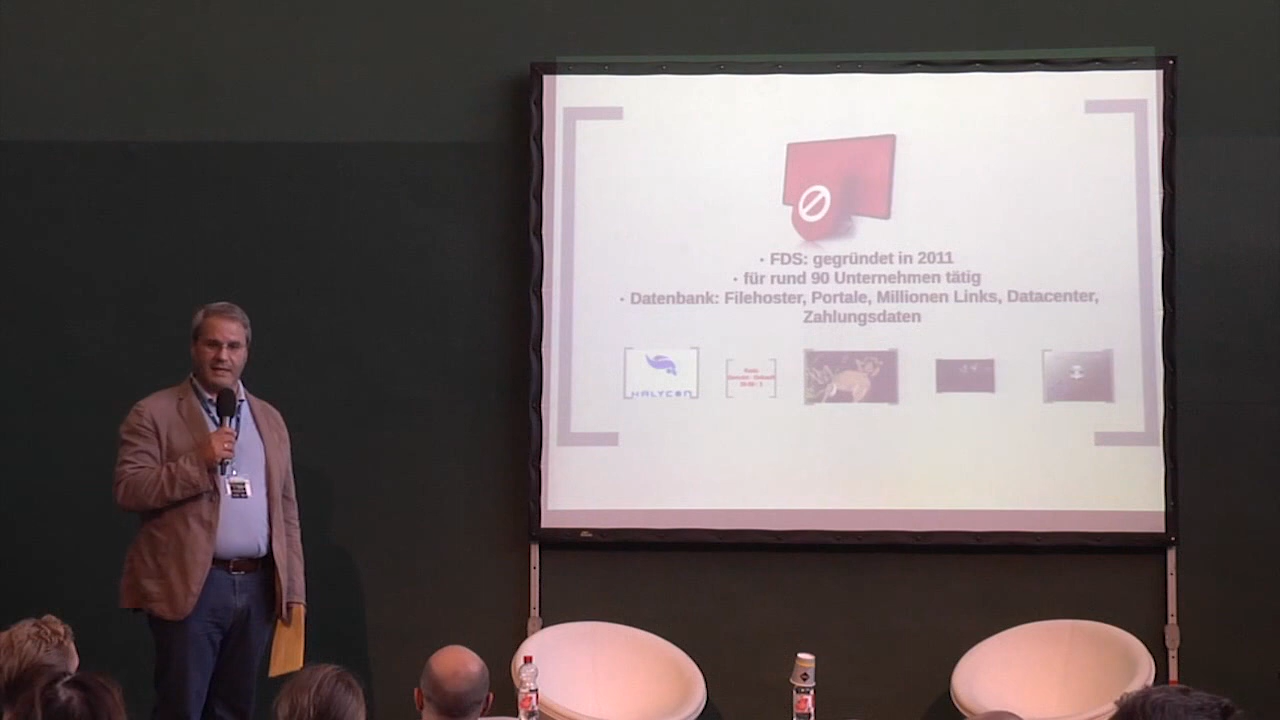 • FDS: gegründet in 2011
• für rund 90 Unternehmen tätig
• Datenbank: Filehoster, Portale, Millionen Links, Datacenter,
Zahlungsdaten
HALYCON